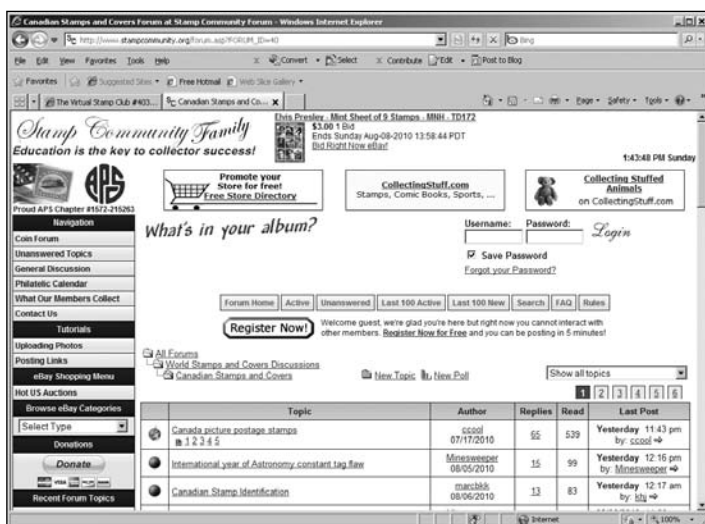 Canadian Stamps and Covers Forum at Stamp Community Forum - Windows Internet Explorer
http://www.stampcommunity.org/forum.asp?FORUM_ID=40
Bing
File Edit View Favorites Tools Help
Convert Select
Contribute Edit Post to Blog
Favorites Suggested Sites Free Hotmail Web Slice Gallery
The Virtual Stamp Club #403... Canadian Stamps and Co... X
Page Safety Tools
Stamp Community Family
Education is the key to collector success!
Elvis Presley - Mint Sheet of 9 Stamps - MNH - TD172
$3.00 1 Bid
Ends Sunday Aug-08-2010 13:58:44 PDT
Bid Right Now eBay!
1:43:48 PM Sunday
APS
Proud APS Chapter #1572-215263
Promote your
Store for free!
Free Store Directory
CollectingStuff.com
Stamps, Comic Books, Sports, ...
Collecting Stuffed
Animals
on CollectingStuff.com
Navigation
Coin Forum
Unanswered Topics
General Discussion
Philatelic Calendar
What Our Members Collect
Contact Us
Tutorials
Uploading Photos
Posting Links
eBay Shopping Menu
Hot US Auctions
Browse eBay Categories
Select Type
Donations
Donate
VISA
Recent Forum Topics
What's in your album?
Username: Password:
Login
Save Password
Forgot your Password?
Forum Home Active Unanswered Last 100 Active Last 100 New Search FAQ Rules
Register Now!
Welcome guest, we're glad you're here but right now you cannot interact with
other members. Register Now for Free and you can be posting in 5 minutes!
All Forums
World Stamps and Covers Discussions
Canadian Stamps and Covers
New Topic New Poll
Show all topics
1 2 3 4 5 6
Topic Author Replies Read Last Post
Canada picture postage stamps
1 2 3 4 5
ccool
07/17/2010
65 539
Yesterday 11:43 pm
by: ccool
International year of Astronomy constant tag flaw
Minesweeper
08/05/2010
15 99
Yesterday 12:16 pm
by: Minesweeper
Canadian Stamp Identification
marcbkk
08/06/2010
13 83
Yesterday 12:17 am
by: khj
Internet
100%